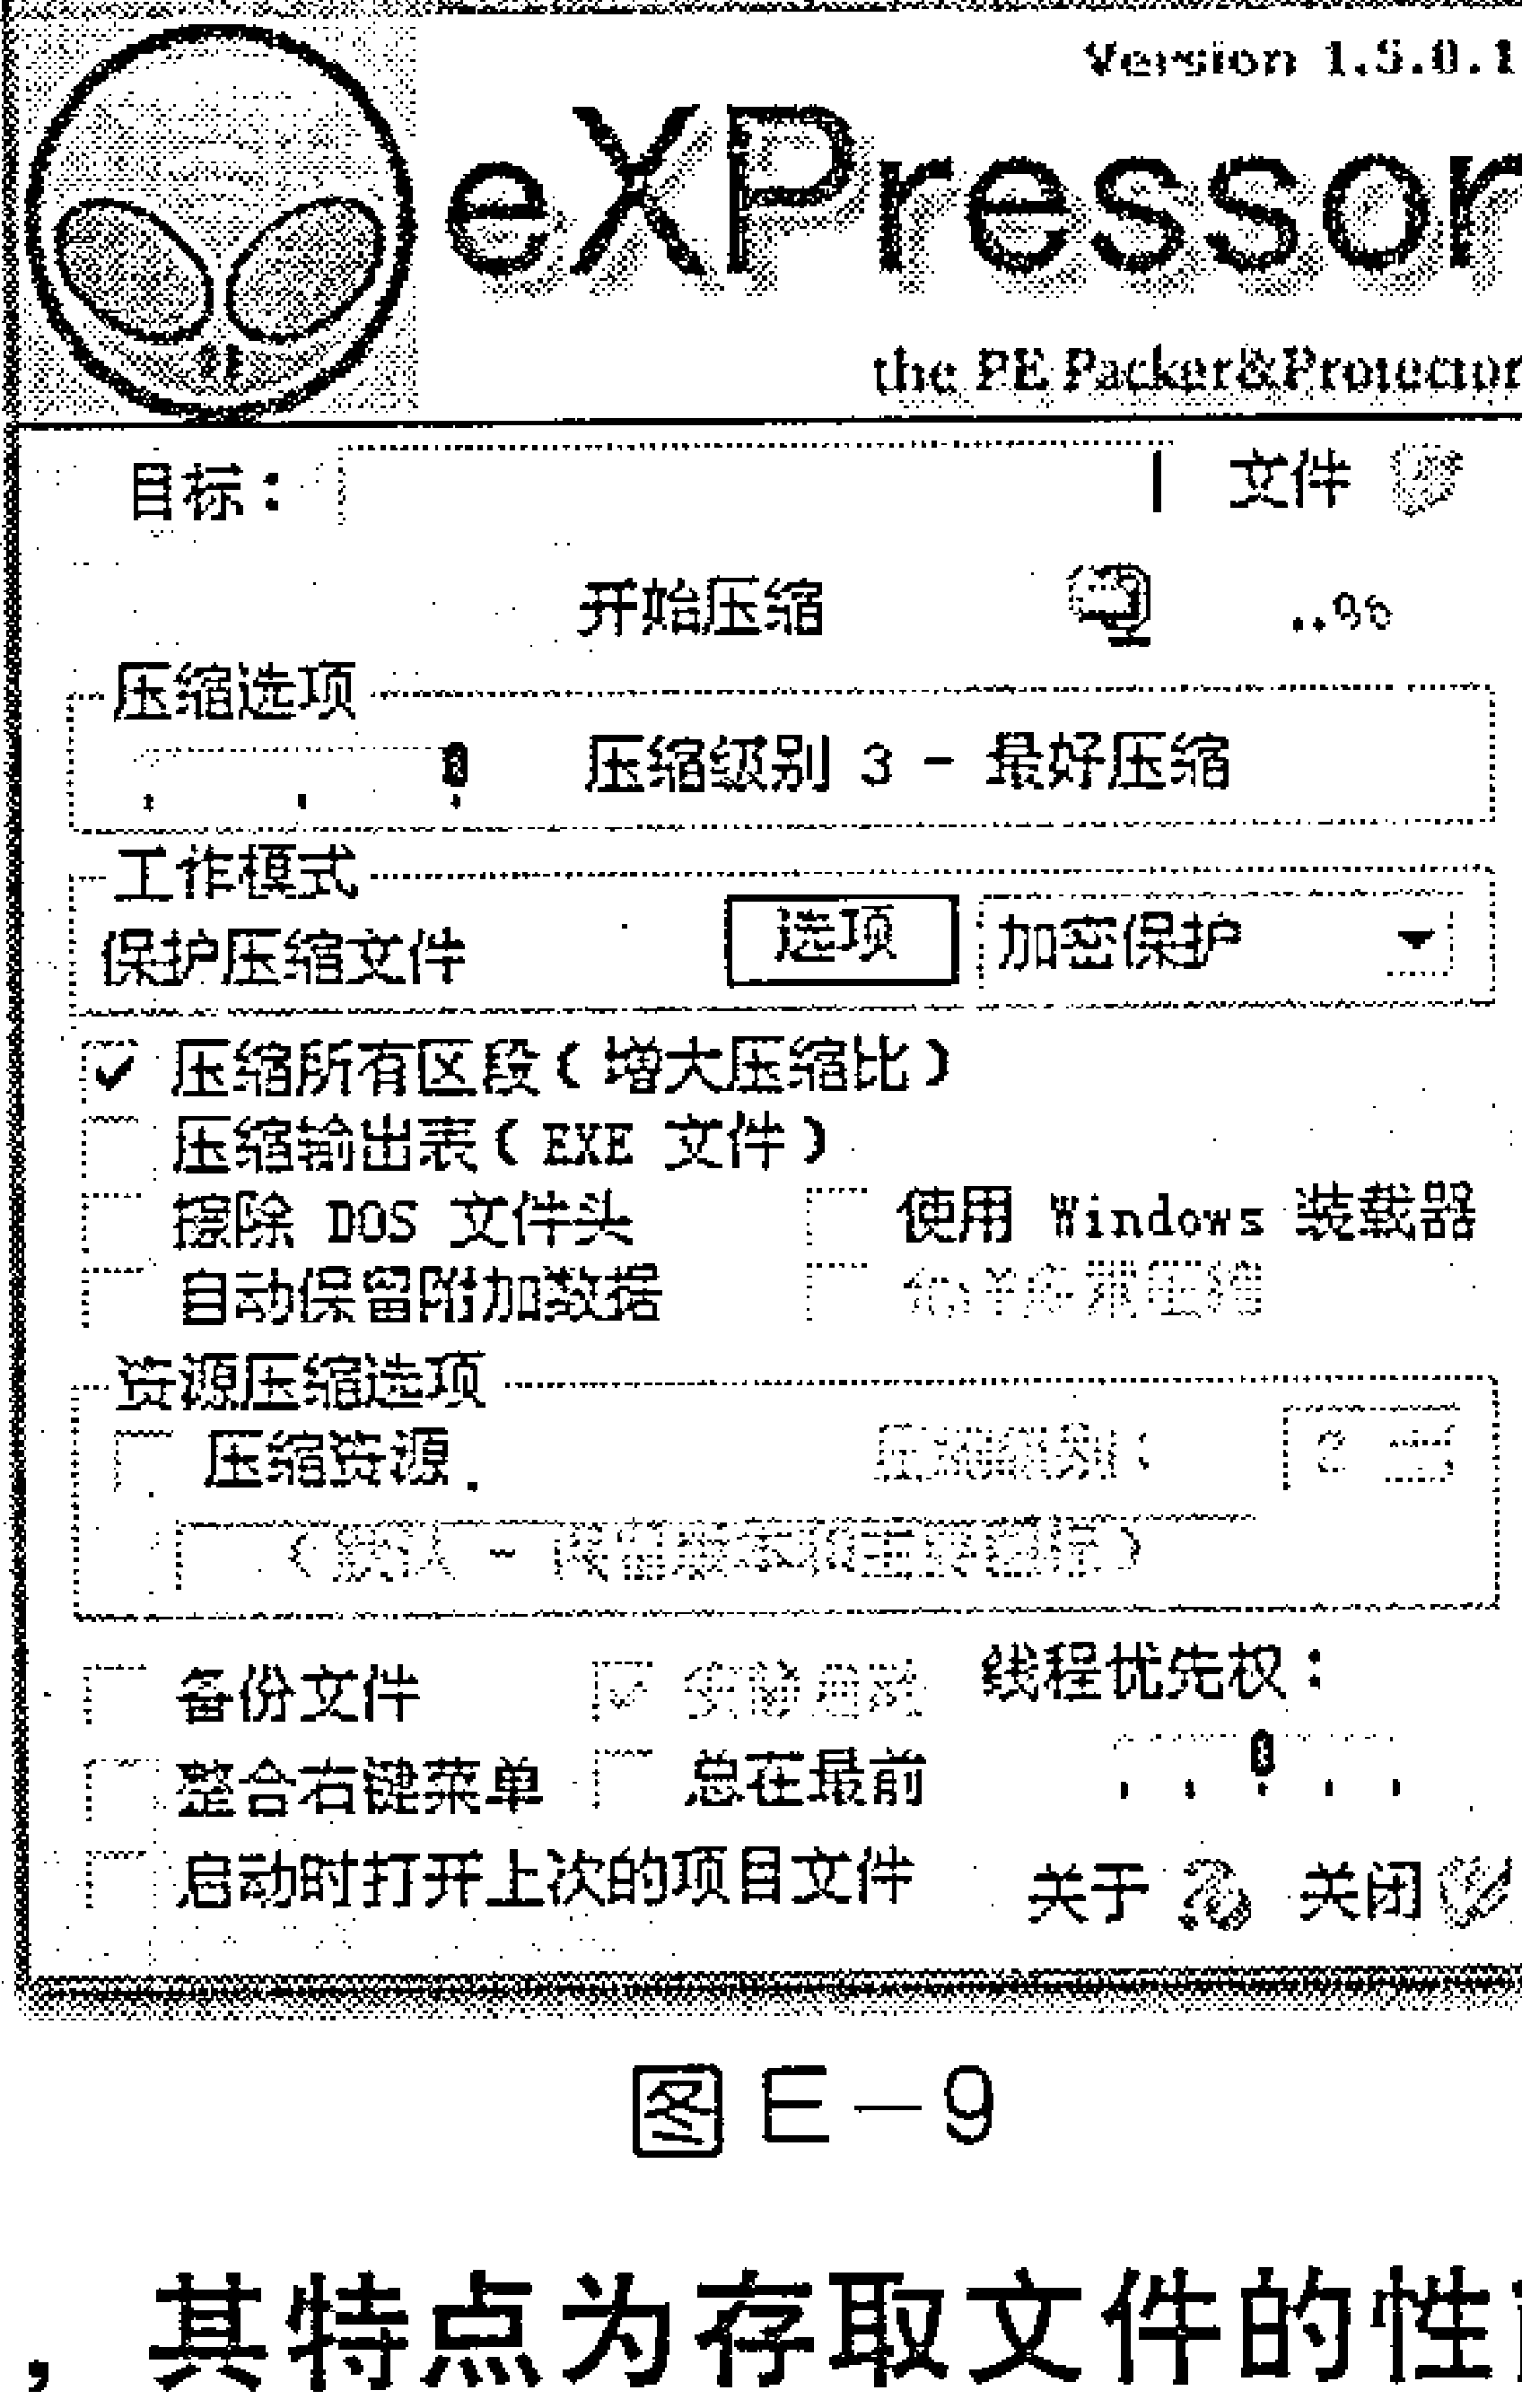 Version 1.5.0.1
eXPressor
the PE Packer&Protector
目标： 文件
开始压缩 ..%
压缩选项
压缩级别 3 - 最好压缩
工作模式
保护压缩文件 选项 加密保护
压缩所有区段(增大压缩比)
压缩输出表(EXE 文件)
擦除 DOS 文件头 使用 Windows 装载器
自动保留附加数据
资源压缩选项
压缩资源. 压缩级别:
备份文件 线程优先权:
整合右键菜单 总在最前
启动时打开上次的项目文件 关于 关闭
图E-9
，其特点为存取文件的性